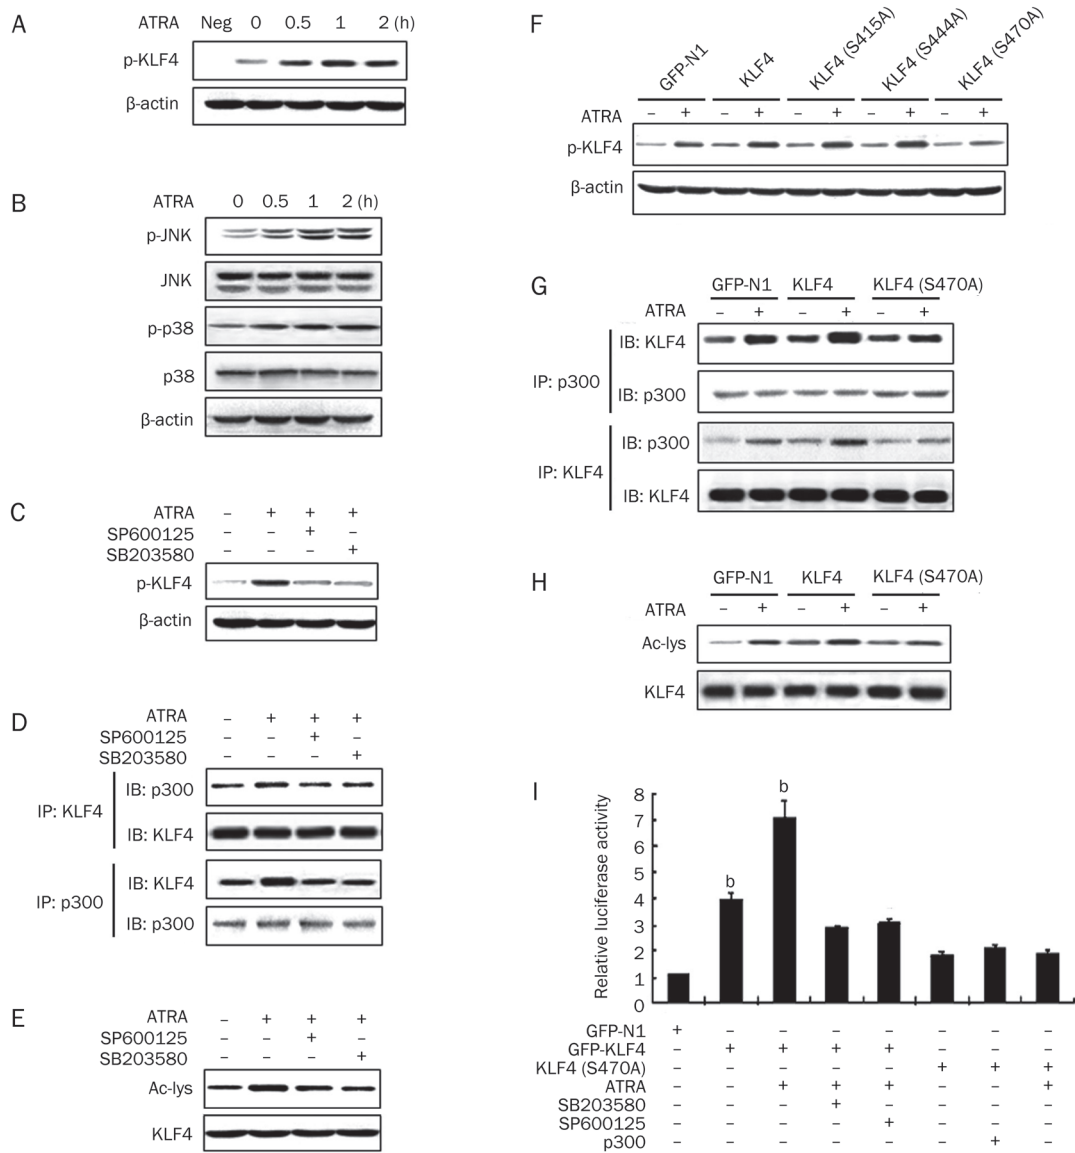 A
ATRA Neg 0 0.5 1 2 (h)
p-KLF4
β-actin
B
ATRA 0 0.5 1 2 (h)
p-JNK
JNK
p-p38
p38
β-actin
C
ATRA – + + +
SP600125 – – + –
SB203580 – – – +
p-KLF4
β-actin
D
ATRA – + + +
SP600125 – – + –
SB203580 – – – +
IP: KLF4
IB: p300
IB: KLF4
IP: p300
IB: KLF4
IB: p300
E
ATRA – + + +
SP600125 – – + –
SB203580 – – – +
Ac-lys
KLF4
F
GFP-N1 KLF4 KLF4 (S415A) KLF4 (S444A) KLF4 (S470A)
ATRA – + – + – + – + – +
p-KLF4
β-actin
G
GFP-N1 KLF4 KLF4 (S470A)
ATRA – + – + – +
IP: p300
IB: KLF4
IB: p300
IP: KLF4
IB: p300
IB: KLF4
H
GFP-N1 KLF4 KLF4 (S470A)
ATRA – + – + – +
Ac-lys
KLF4
I
Relative luciferase activity
8
7
6
5
4
3
2
1
0
b
b
GFP-N1 + – – – – – – –
GFP-KLF4 – + + + + – – –
KLF4 (S470A) – – – – – + + +
ATRA – – + + + – – +
SB203580 – – – + – – – –
SP600125 – – – – + – – –
p300 – – – – – – + –